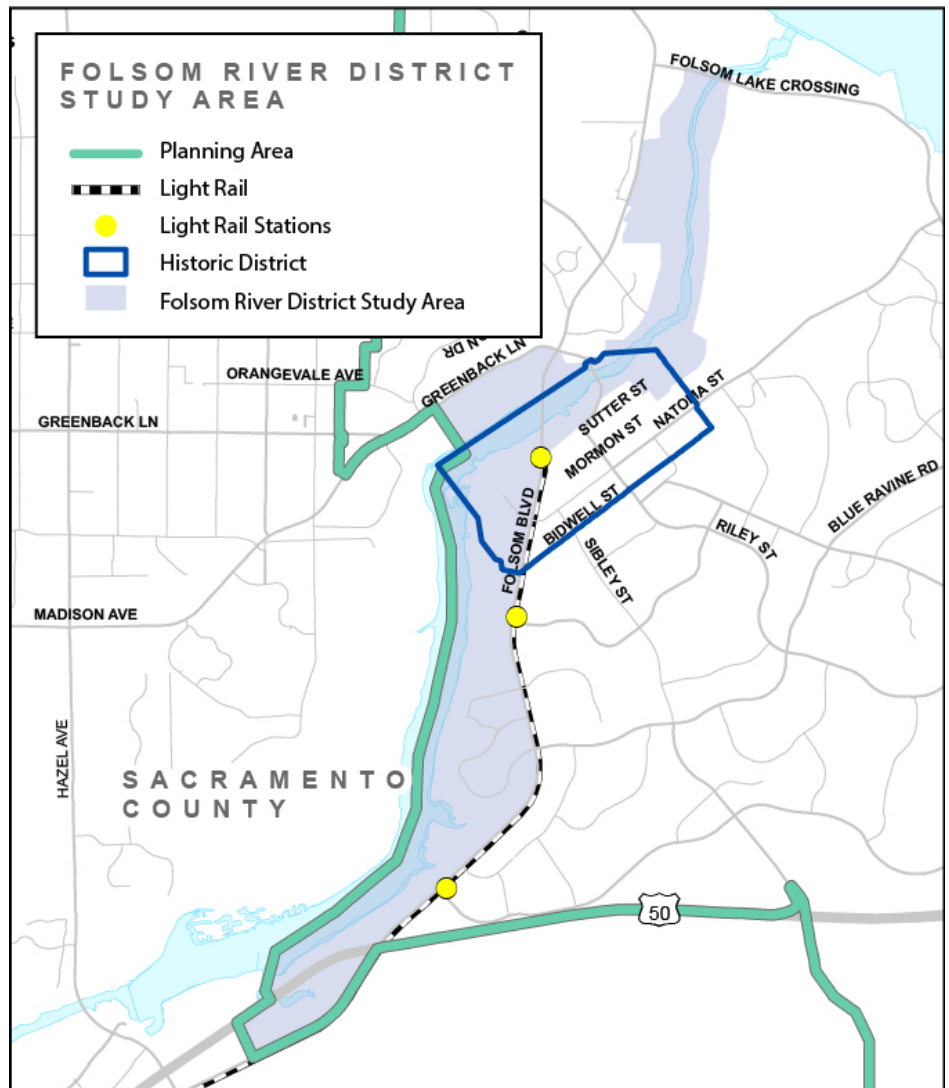 FOLSOM RIVER DISTRICT
STUDY AREA
Planning Area
Light Rail
Light Rail Stations
Historic District
Folsom River District Study Area
FOLSOM LAKE CROSSING
ORANGEVALE AVE
GREENBACK LN
GREENBACK LN
SUTTER ST
MORMON ST
NATOMA ST
BIDWELL ST
FOLSOM BLVD
SIBLEY ST
RILEY ST
BLUE RAVINE RD
MADISON AVE
HAZEL AVE
SACRAMENTO
COUNTY
50